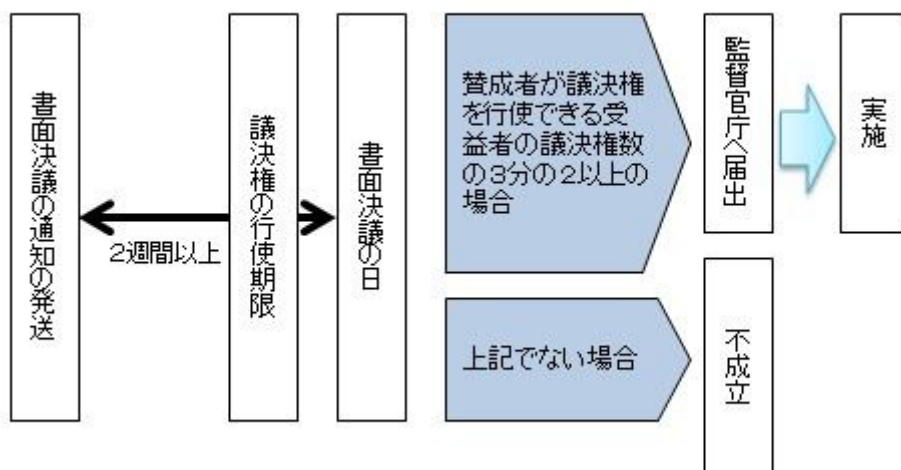 書面決議の通知の発送
2週間以上
議決権の行使期限
書面決議の日
賛成者が議決権
を行使できる受
益者の議決権数
の3分の2以上の
場合
監督官庁へ届出
実施
上記でない場合
不成立